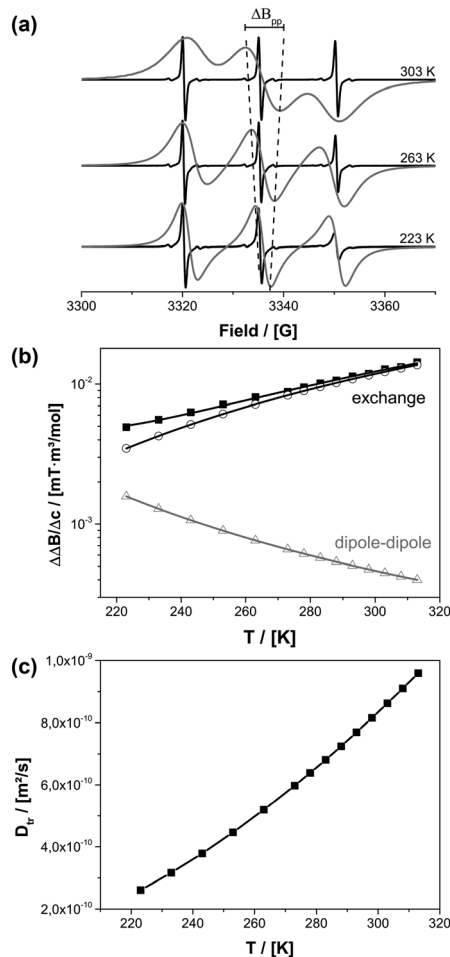 (a)
ΔBpp
303 K
263 K
223 K
3300 3320 3340 3360
Field / [G]
(b)
ΔΔB/Δc / [mT·m³/mol]
10⁻²
exchange
10⁻³
dipole-dipole
220 240 260 280 300 320
T / [K]
(c)
Dtr / [m²/s]
1,0x10⁻⁹
8,0x10⁻¹⁰
6,0x10⁻¹⁰
4,0x10⁻¹⁰
2,0x10⁻¹⁰
220 240 260 280 300 320
T / [K]